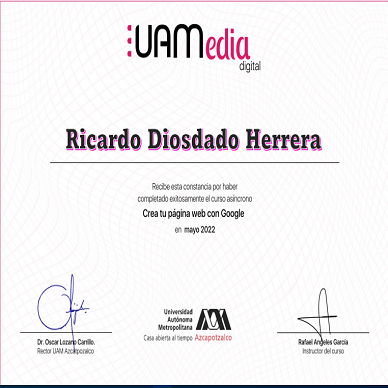 UAMedia
digital
Ricardo Diosdado Herrera
Recibe esta constancia por haber
completado exitosamente el curso asíncrono
Crea tu página web con Google
en mayo 2022
Dr. Oscar Lozano Carrillo.
Rector UAM Azcapotzalco
Universidad
Autónoma
Metropolitana
Casa abierta al tiempo Azcapotzalco
Rafael Angeles García
Instructor del curso